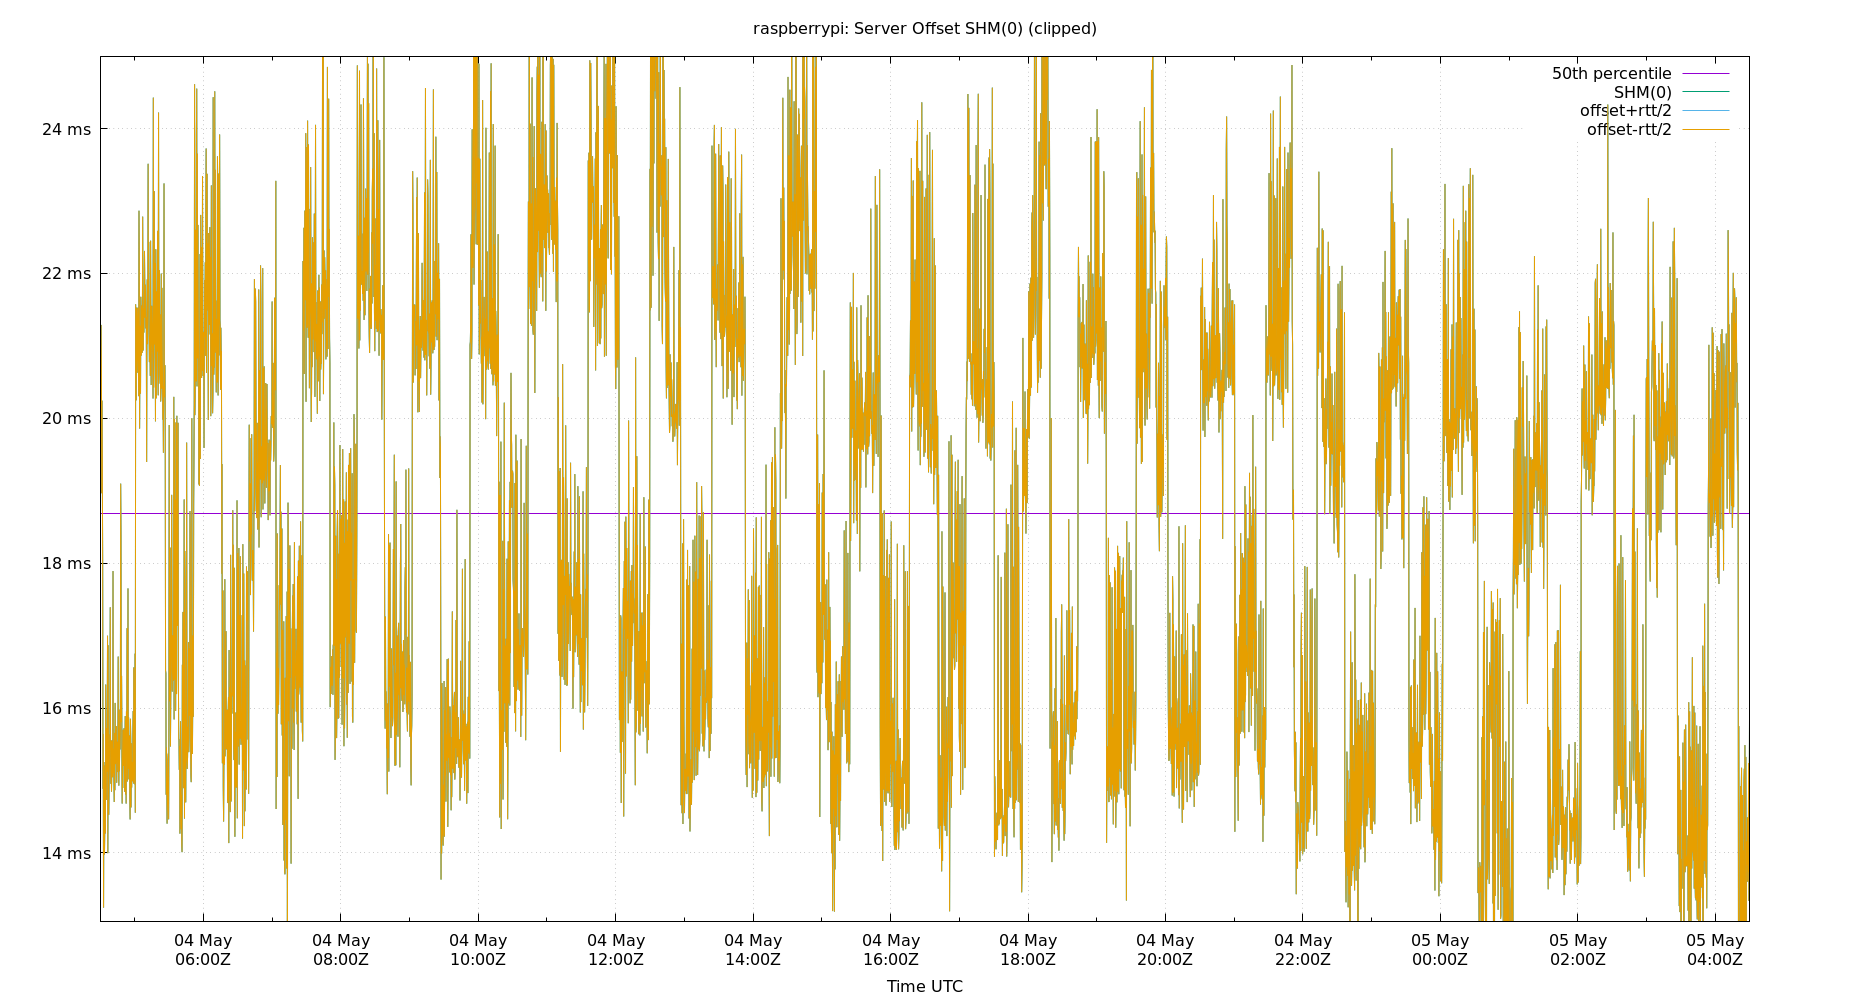 raspberrypi: Server Offset SHM(0) (clipped)
50th percentile
SHM(0)
offset+rtt/2
offset-rtt/2
24 ms
22 ms
20 ms
18 ms
16 ms
14 ms
04 May 04 May 04 May 04 May 04 May 04 May 04 May 04 May 04 May 05 May 05 May 05 May
06:00Z 08:00Z 10:00Z 12:00Z 14:00Z 16:00Z 18:00Z 20:00Z 22:00Z 00:00Z 02:00Z 04:00Z
Time UTC